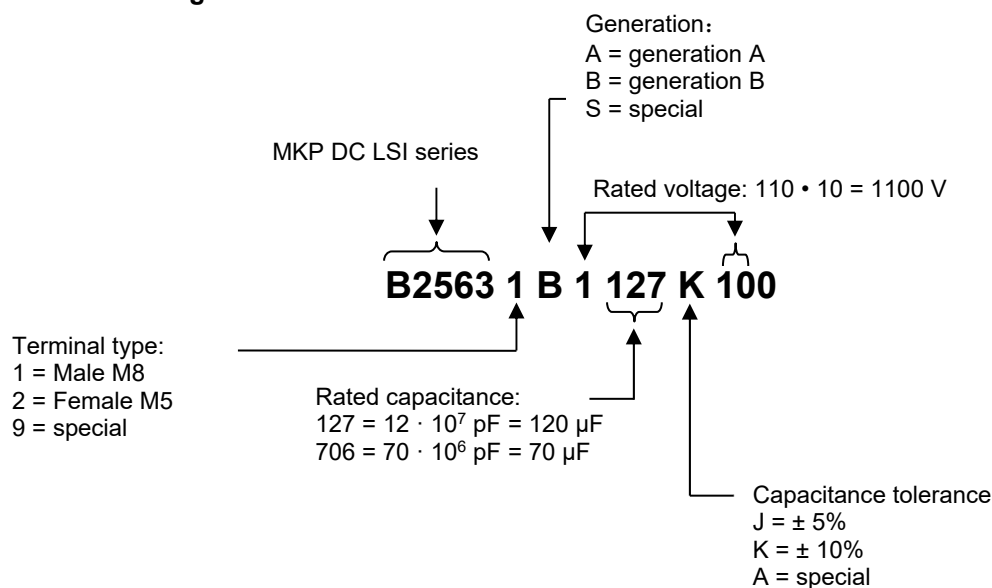 Generation：
A = generation A
B = generation B
S = special
MKP DC LSI series
Rated voltage: 110 • 10 = 1100 V
B2563 1 B 1 127 K 100
Terminal type:
1 = Male M8
2 = Female M5
9 = special
Rated capacitance:
127 = 12 · 10⁷ pF = 120 µF
706 = 70 · 10⁶ pF = 70 µF
Capacitance tolerance
J = ± 5%
K = ± 10%
A = special